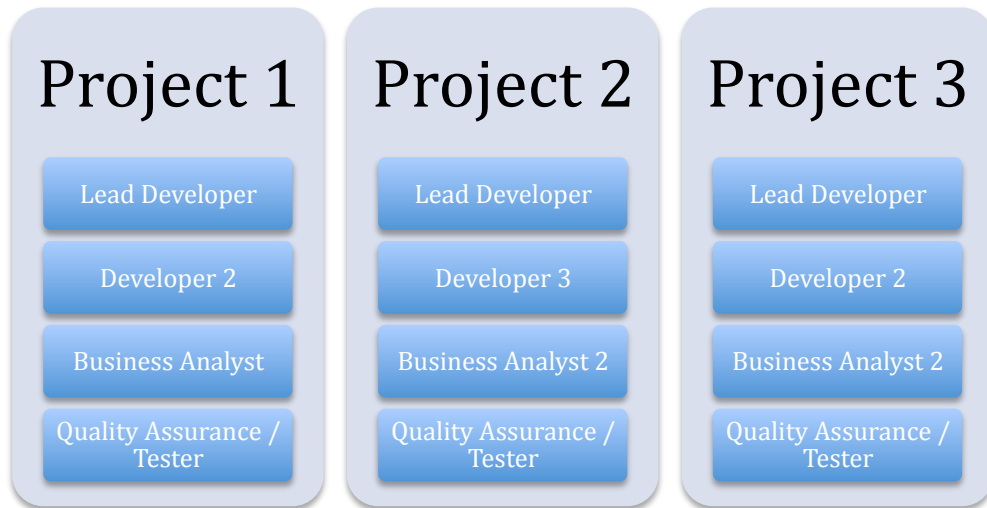 Project 1
Lead Developer
Developer 2
Business Analyst
Quality Assurance /
Tester
Project 2
Lead Developer
Developer 3
Business Analyst 2
Quality Assurance /
Tester
Project 3
Lead Developer
Developer 2
Business Analyst 2
Quality Assurance /
Tester